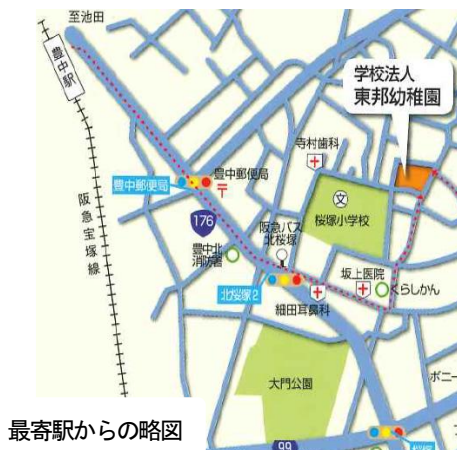 至池田
豊中駅
学校法人
東邦幼稚園
寺村歯科
豊中郵便局
豊中郵便局
〒
文
桜塚小学校
阪急宝塚線
176
阪急バス
北桜塚
豊中北
消防署
坂上医院
くらしかん
北桜塚2
細田耳鼻科
大門公園
ボニー
最寄駅からの略図
99